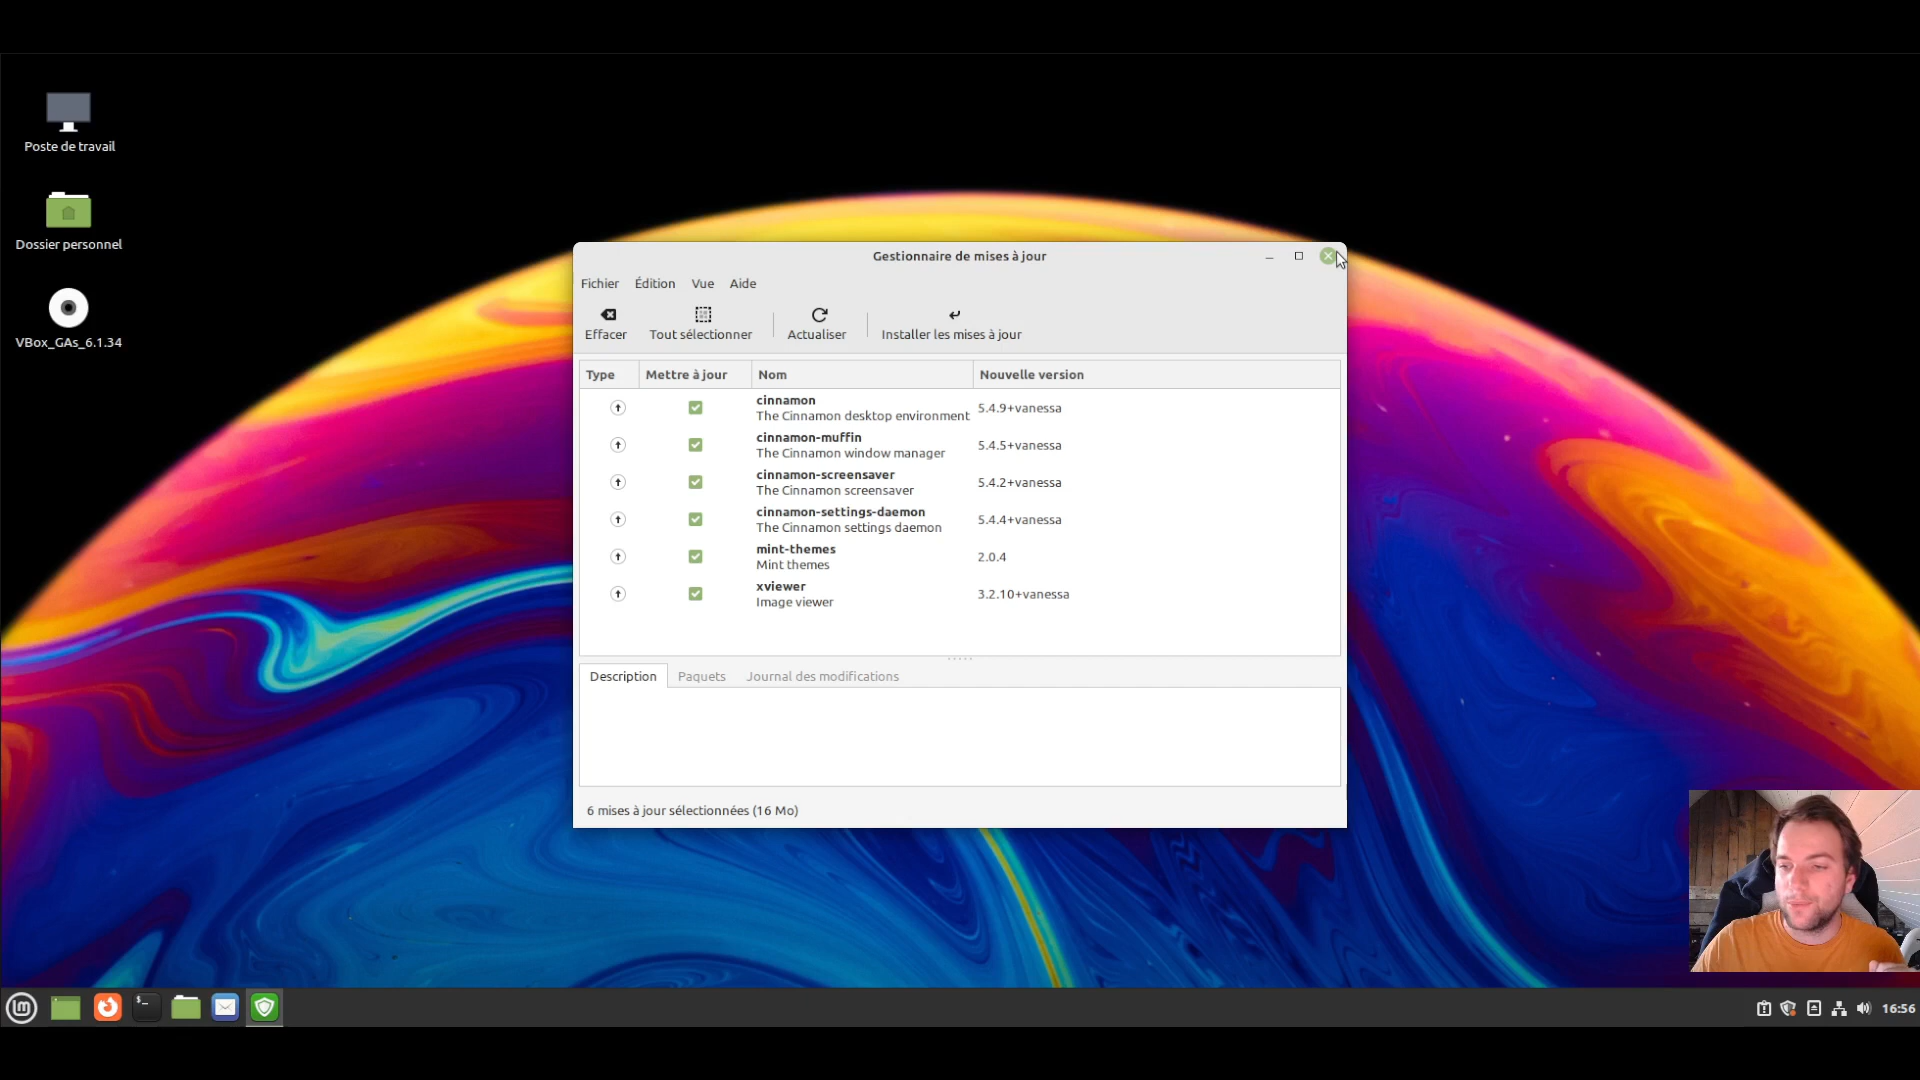 Poste de travail
Dossier personnel
VBox_GAs_6.1.34
Gestionnaire de mises à jour
Fichier Édition Vue Aide
Effacer Tout sélectionner Actualiser Installer les mises à jour
Type Mettre à jour Nom Nouvelle version
cinnamon
The Cinnamon desktop environment 5.4.9+vanessa
cinnamon-muffin
The Cinnamon window manager 5.4.5+vanessa
cinnamon-screensaver
The Cinnamon screensaver 5.4.2+vanessa
cinnamon-settings-daemon
The Cinnamon settings daemon 5.4.4+vanessa
mint-themes
Mint themes 2.0.4
xviewer
Image viewer 3.2.10+vanessa
Description Paquets Journal des modifications
6 mises à jour sélectionnées (16 Mo)
16:56